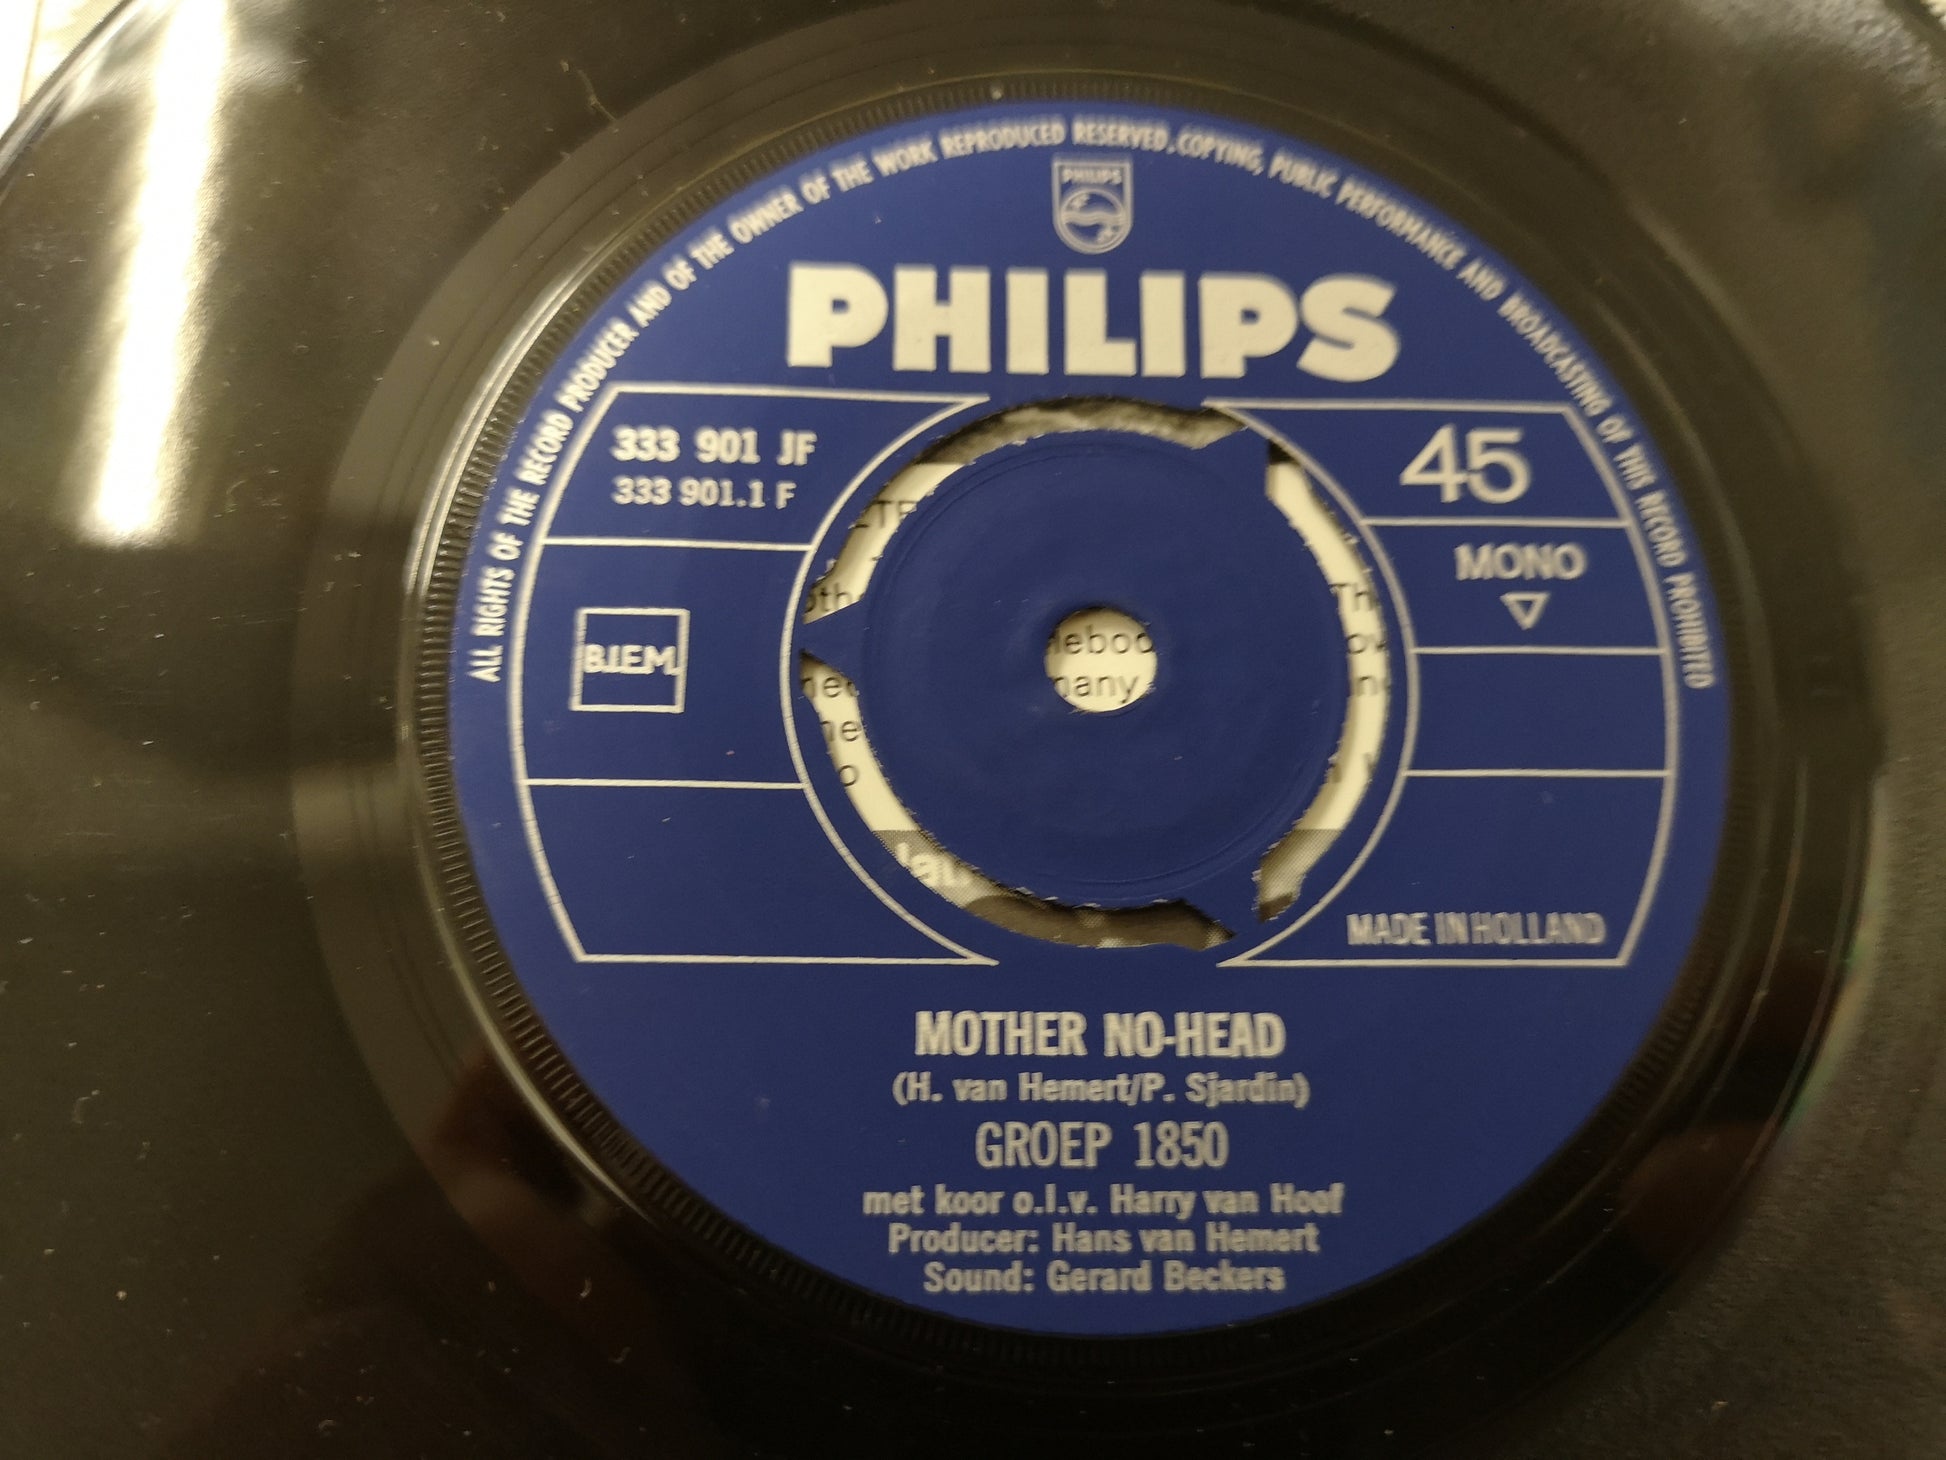 ALL RIGHTS OF THE RECORD PRODUCER AND OF THE OWNER OF THE WORK REPRODUCED RESERVED. COPYING, PUBLIC PERFORMANCE AND BROADCASTING OF THIS RECORD PROHIBITED
PHILIPS
PHILIPS
333 901 JF
333 901.1 F
45
MONO
B.I.E.M.
MADE IN HOLLAND
MOTHER NO-HEAD
(H. van Hemert/P. Sjardin)
GROEP 1850
met koor o.l.v. Harry van Hoof
Producer: Hans van Hemert
Sound: Gerard Beckers